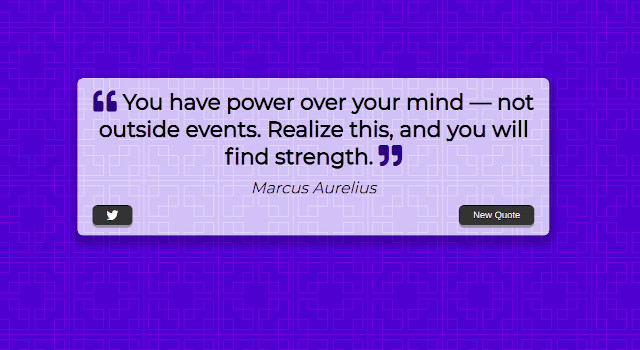 ❝ You have power over your mind — not
outside events. Realize this, and you will
find strength. ❞
Marcus Aurelius
New Quote